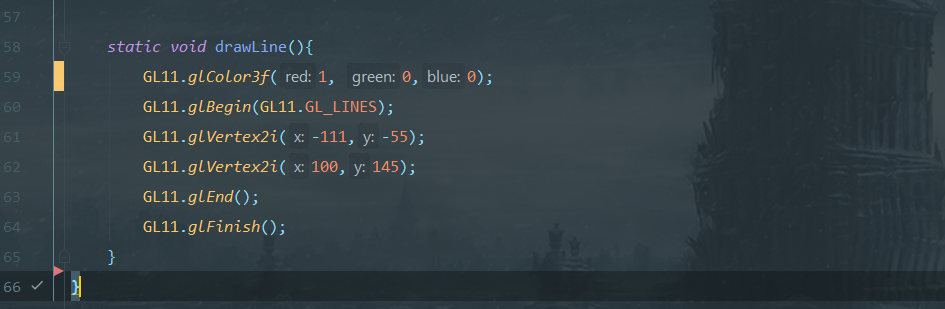 57
58 static void drawLine(){
59 GL11.glColor3f( red: 1, green: 0, blue: 0);
60 GL11.glBegin(GL11.GL_LINES);
61 GL11.glVertex2i( x: -111, y: -55);
62 GL11.glVertex2i( x: 100, y: 145);
63 GL11.glEnd();
64 GL11.glFinish();
65 }
66 }